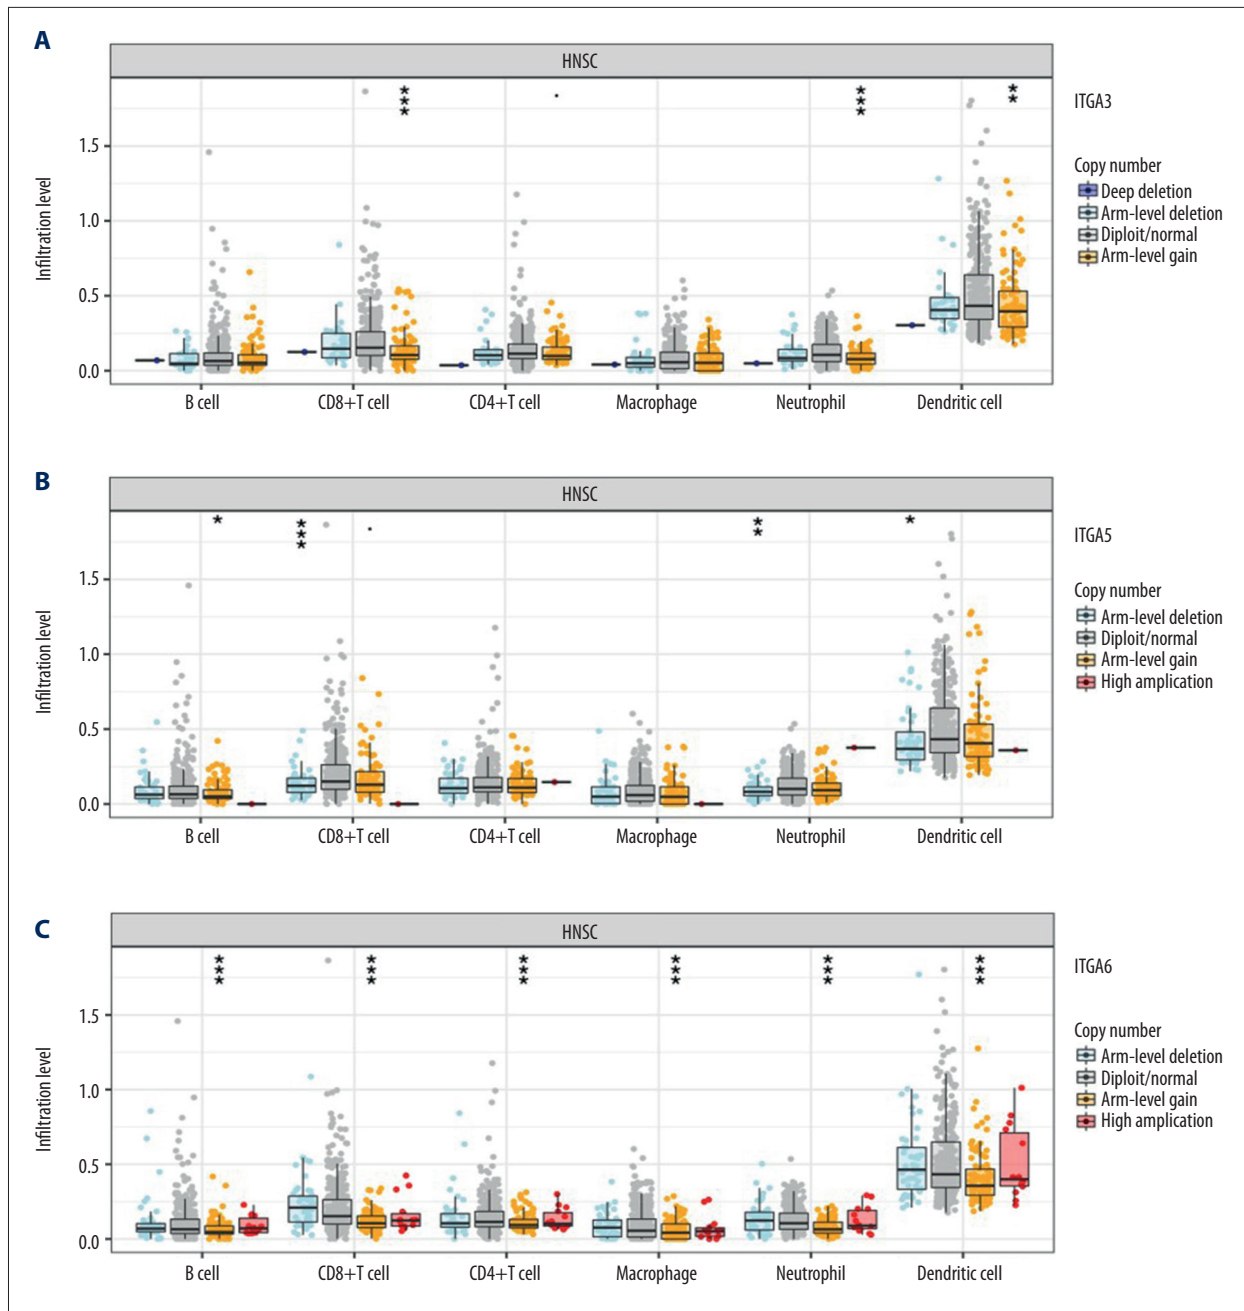 A
HNSC
***
.
***
**
ITGA3
Copy number
Deep deletion
Arm-level deletion
Diploit/normal
Arm-level gain
Infiltration level
1.5
1.0
0.5
0.0
B cell CD8+T cell CD4+T cell Macrophage Neutrophil Dendritic cell
B
HNSC
*
***
.
**
*
ITGA5
Copy number
Arm-level deletion
Diploit/normal
Arm-level gain
High amplication
Infiltration level
1.5
1.0
0.5
0.0
B cell CD8+T cell CD4+T cell Macrophage Neutrophil Dendritic cell
C
HNSC
***
***
***
***
***
***
ITGA6
Copy number
Arm-level deletion
Diploit/normal
Arm-level gain
High amplication
Infiltration level
1.5
1.0
0.5
0.0
B cell CD8+T cell CD4+T cell Macrophage Neutrophil Dendritic cell